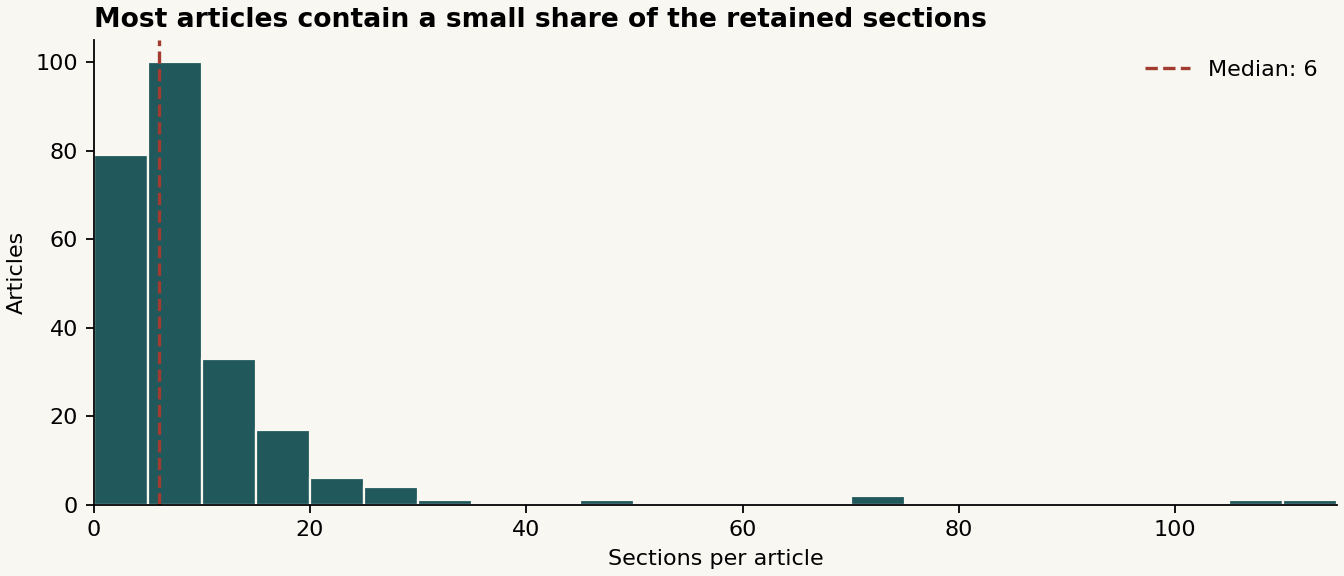 Most articles contain a small share of the retained sections
Median: 6
Articles
100
80
60
40
20
0
0 20 40 60 80 100
Sections per article